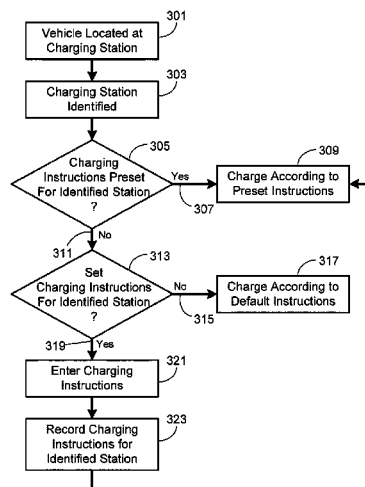 301
Vehicle Located at
Charging Station
303
Charging Station
Identified
305
Charging
Instructions Preset
For Identified Station
?
Yes
307
309
Charge According to
Preset Instructions
311
No
313
Set
Charging Instructions
For Identified Station
?
No
315
317
Charge According to
Default Instructions
319
Yes
321
Enter Charging
Instructions
323
Record Charging
Instructions for
Identified Station